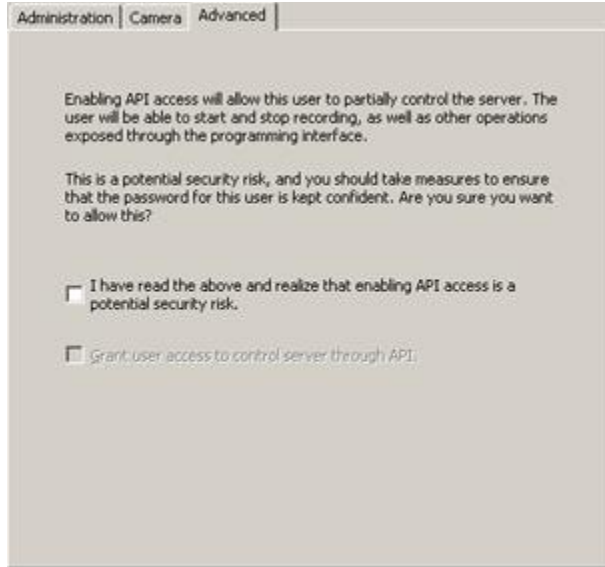 Administration Camera Advanced
Enabling API access will allow this user to partially control the server. The
user will be able to start and stop recording, as well as other operations
exposed through the programming interface.
This is a potential security risk, and you should take measures to ensure
that the password for this user is kept confident. Are you sure you want
to allow this?
I have read the above and realize that enabling API access is a
potential security risk.
Grant user access to control server through API.